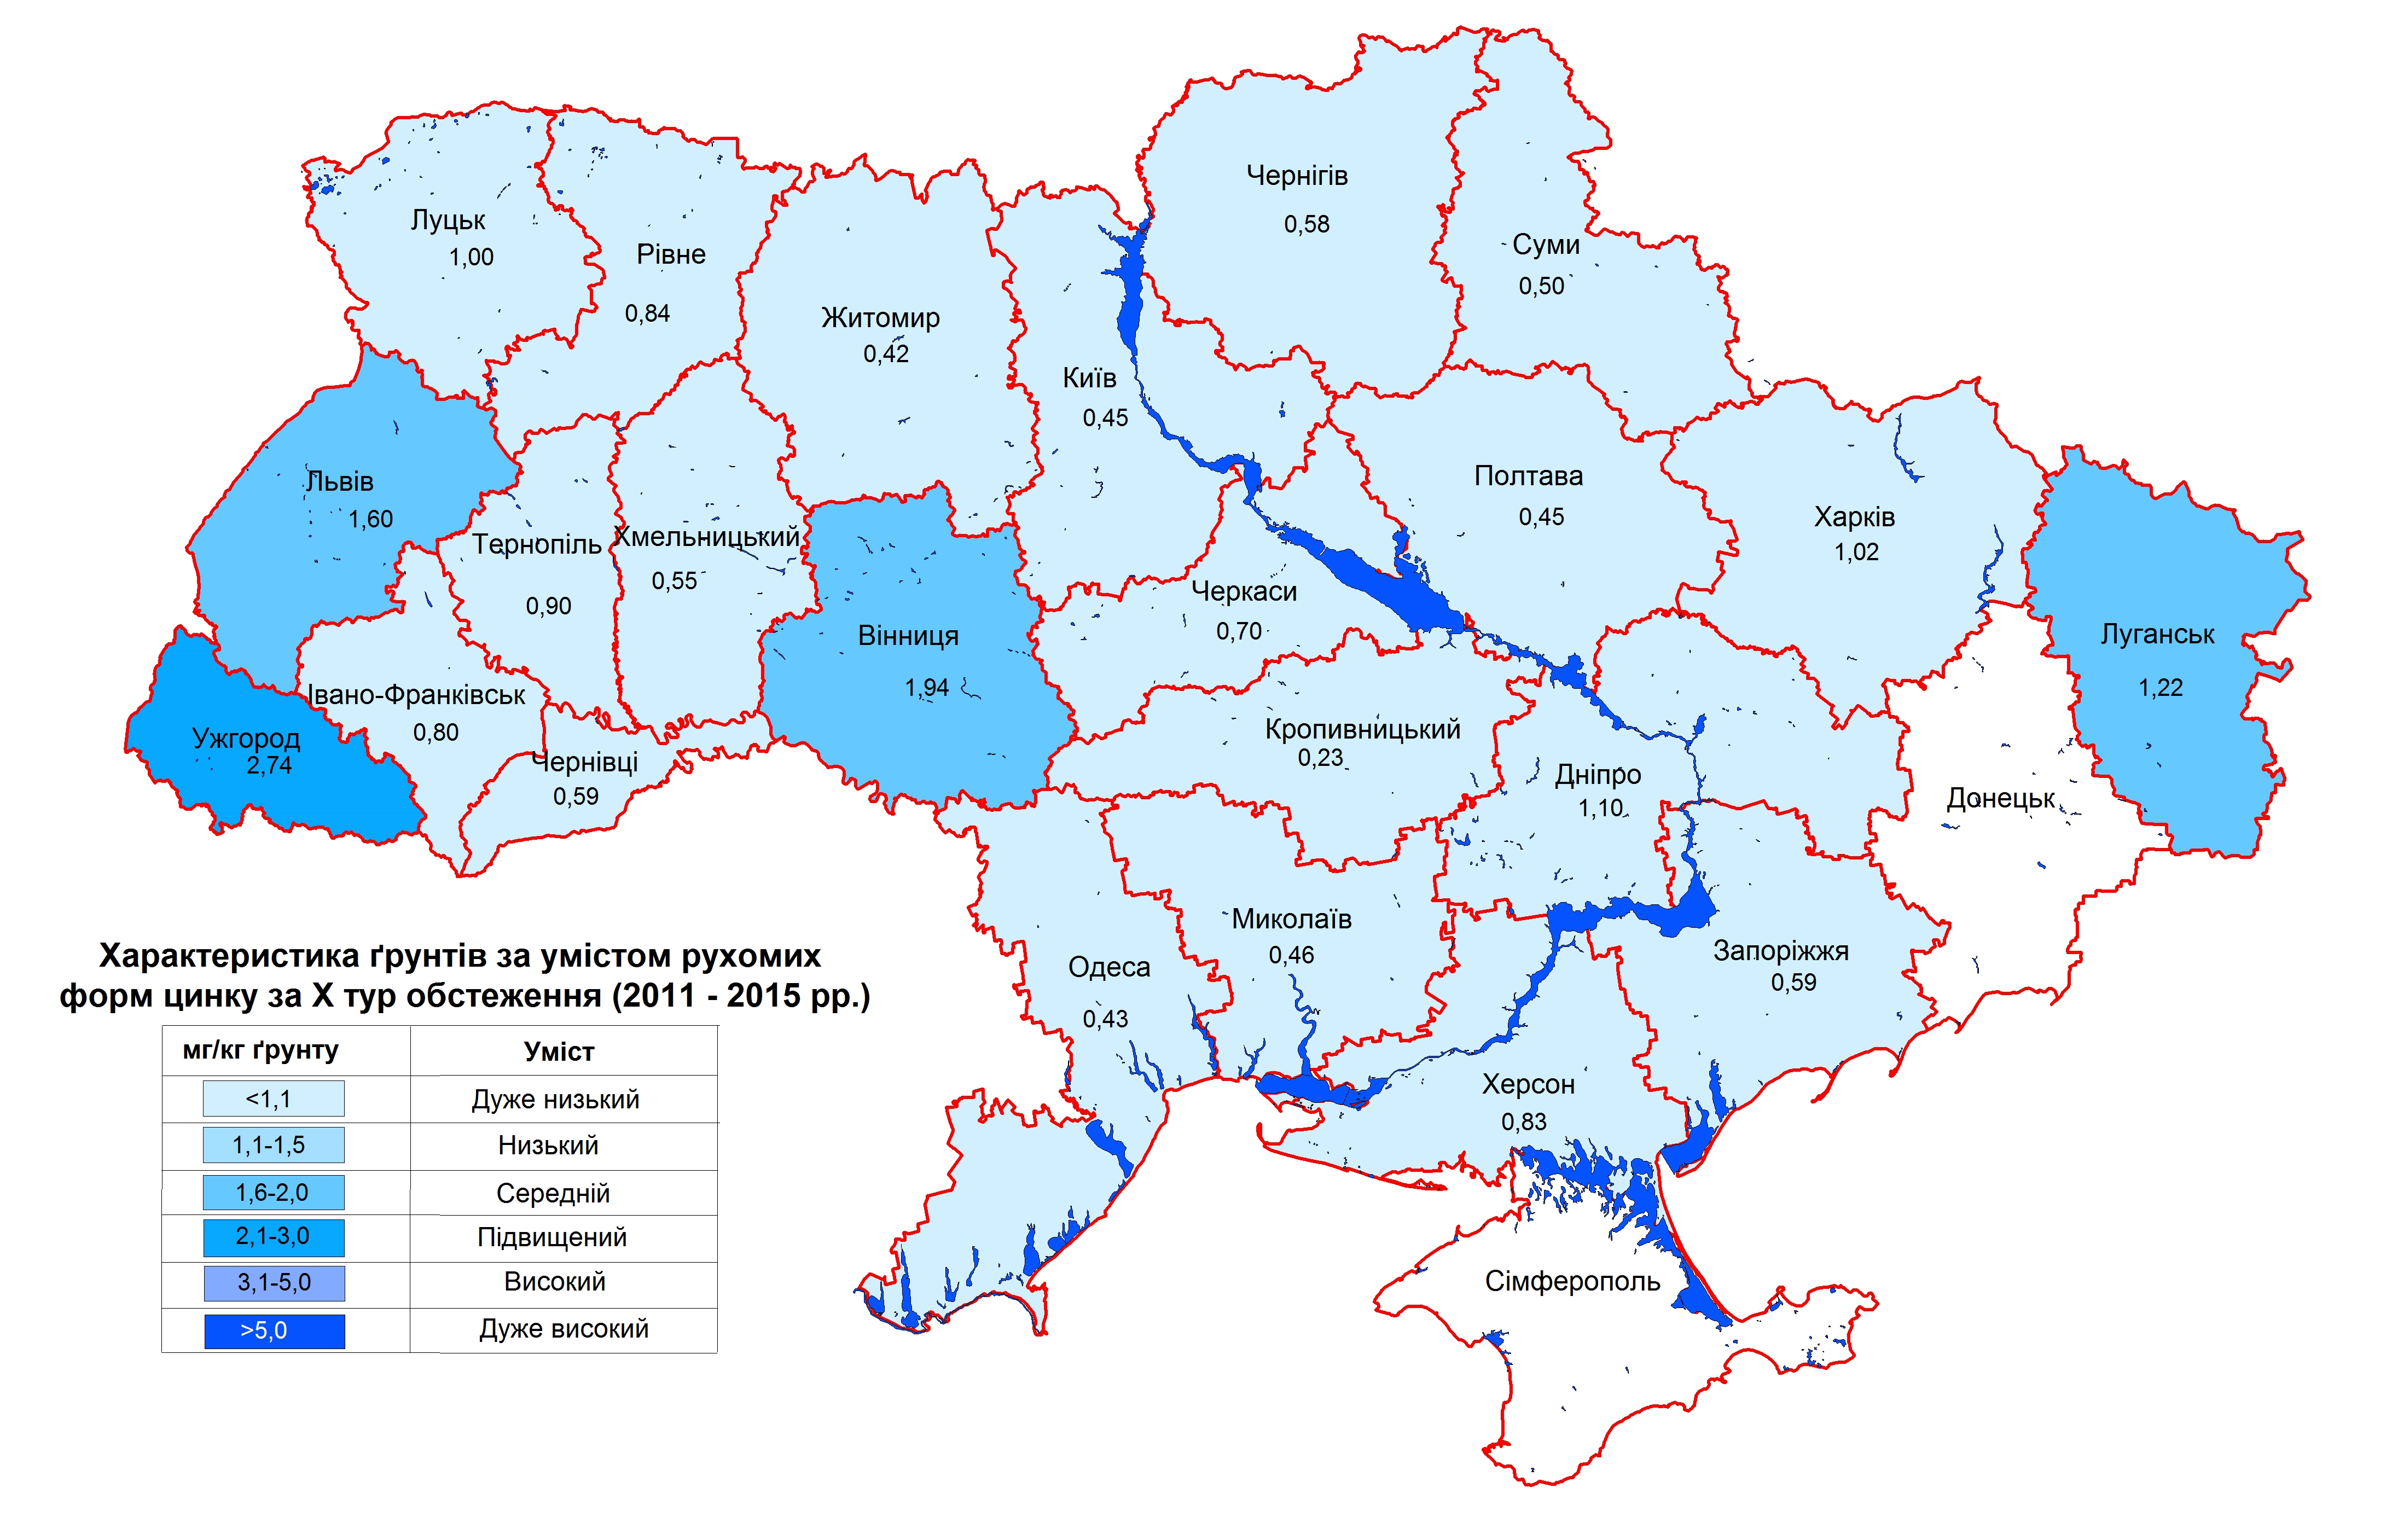 Чернігів
0,58
Луцьк
1,00
Рівне
0,84
Суми
0,50
Житомир
0,42
Київ
0,45
Львів
1,60
Тернопіль
0,90
Хмельницький
0,55
Полтава
0,45
Харків
1,02
Черкаси
0,70
Вінниця
1,94
Луганськ
1,22
Івано-Франківськ
0,80
Ужгород
2,74
Чернівці
0,59
Кропивницький
0,23
Дніпро
1,10
Донецьк
Миколаїв
0,46
Одеса
0,43
Запоріжжя
0,59
Херсон
0,83
Сімферополь
Характеристика ґрунтів за умістом рухомих
форм цинку за X тур обстеження (2011 - 2015 рр.)
мг/кг ґрунту Уміст
<1,1 Дуже низький
1,1-1,5 Низький
1,6-2,0 Середній
2,1-3,0 Підвищений
3,1-5,0 Високий
>5,0 Дуже високий